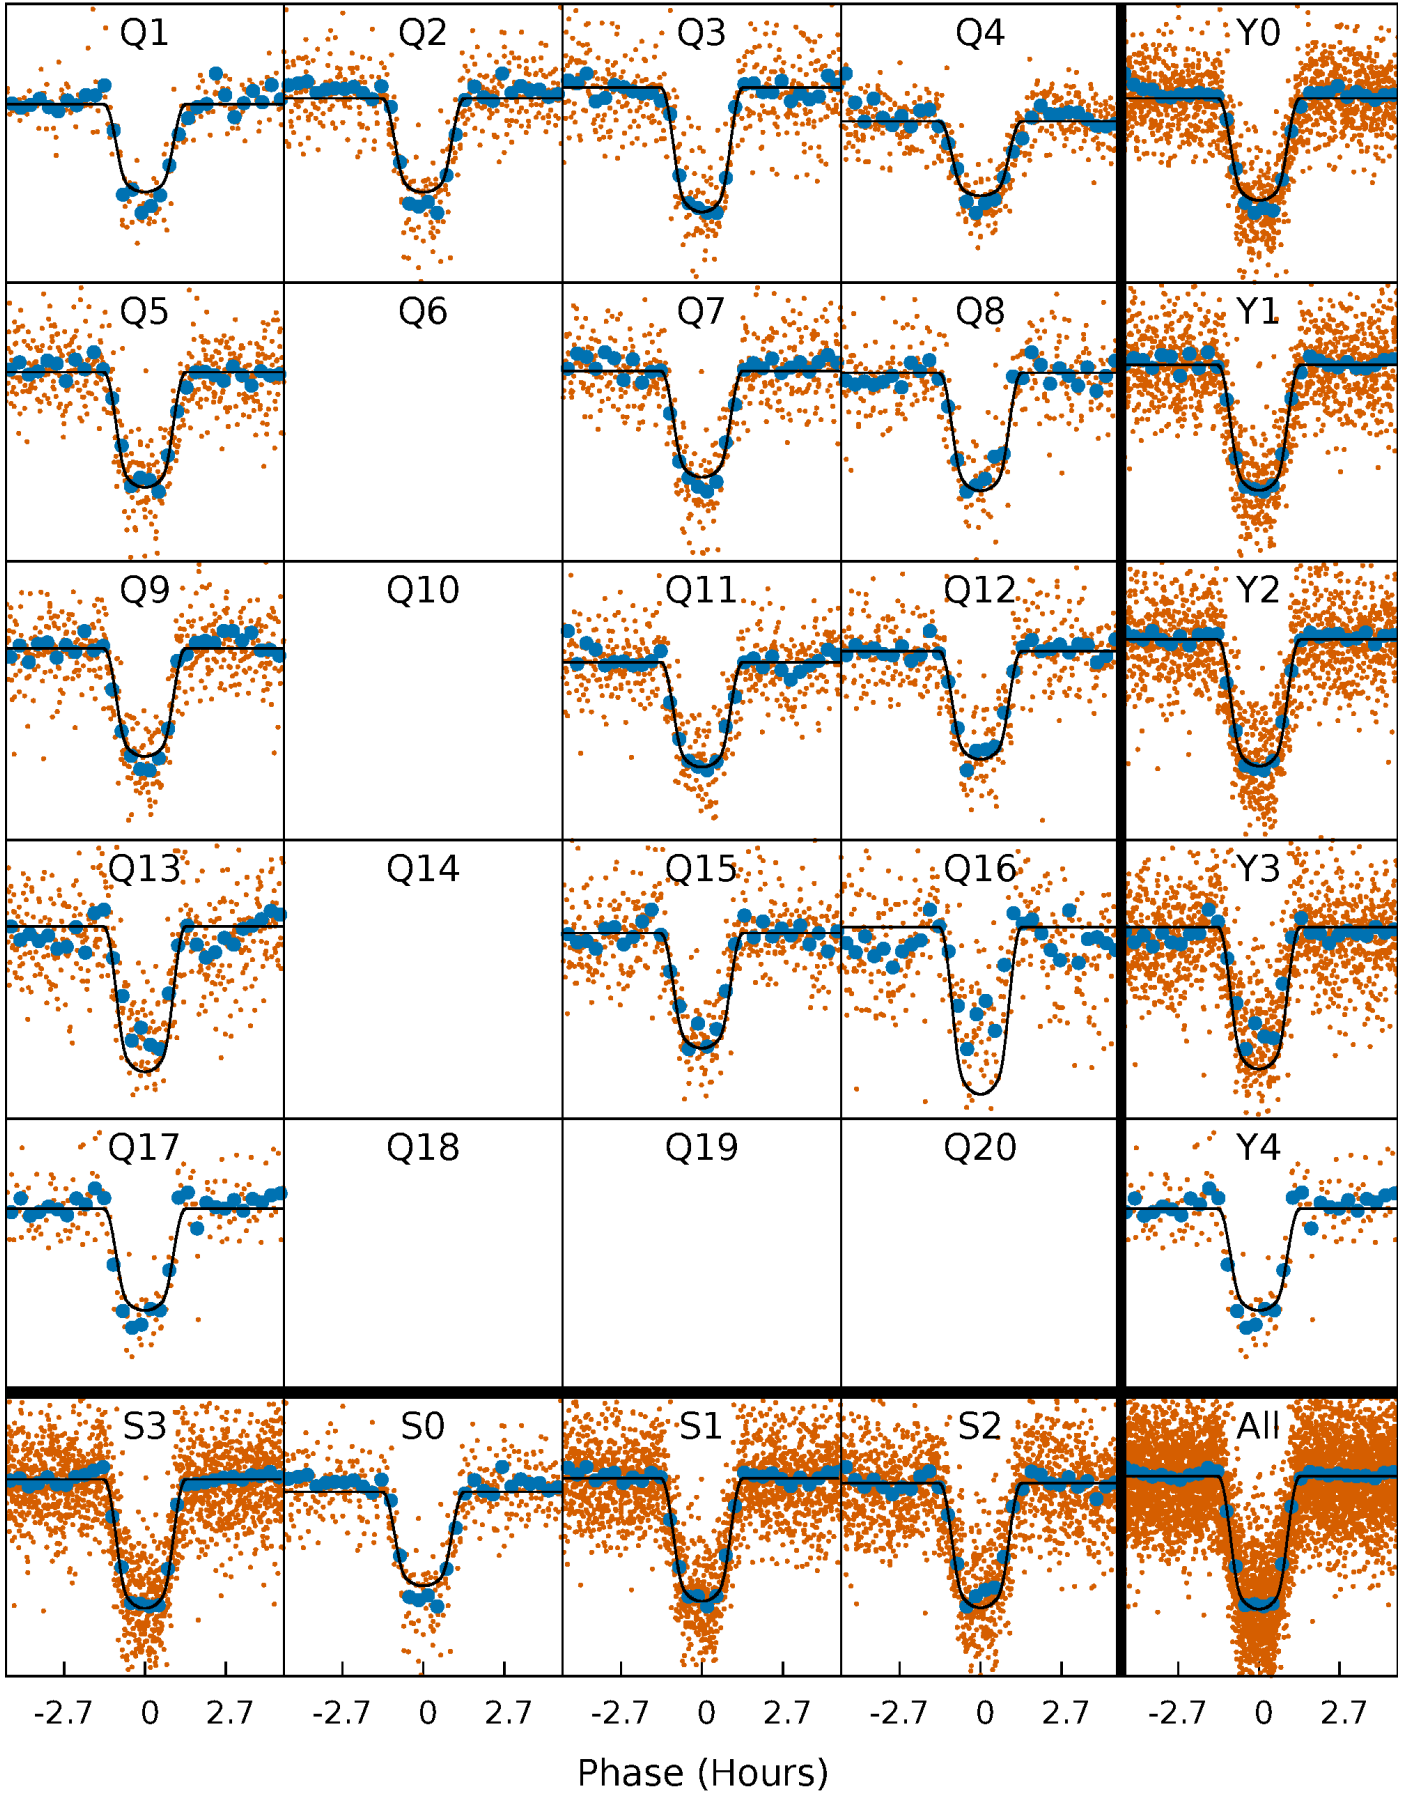 Q1 Q2 Q3 Q4 Y0
Q5 Q6 Q7 Q8 Y1
Q9 Q10 Q11 Q12 Y2
Q13 Q14 Q15 Q16 Y3
Q17 Q18 Q19 Q20 Y4
S3 S0 S1 S2 All
-2.7 0 2.7 -2.7 0 2.7 -2.7 0 2.7 -2.7 0 2.7 -2.7 0 2.7
Phase (Hours)